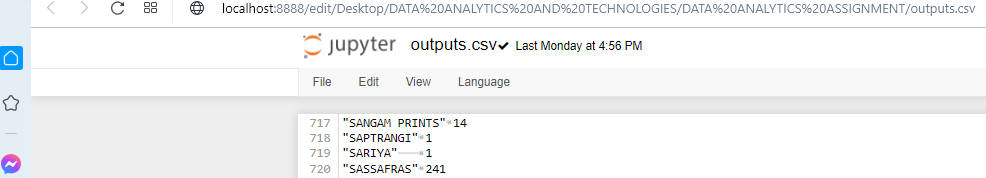 localhost:8888/edit/Desktop/DATA%20ANALYTICS%20AND%20TECHNOLOGIES/DATA%20ANALYTICS%20ASSIGNMENT/outputs.csv
jupyter outputs.csv✔ Last Monday at 4:56 PM
File Edit View Language
717 "SANGAM PRINTS" 14
718 "SAPTRANGI" 1
719 "SARIYA" 1
720 "SASSAFRAS" 241